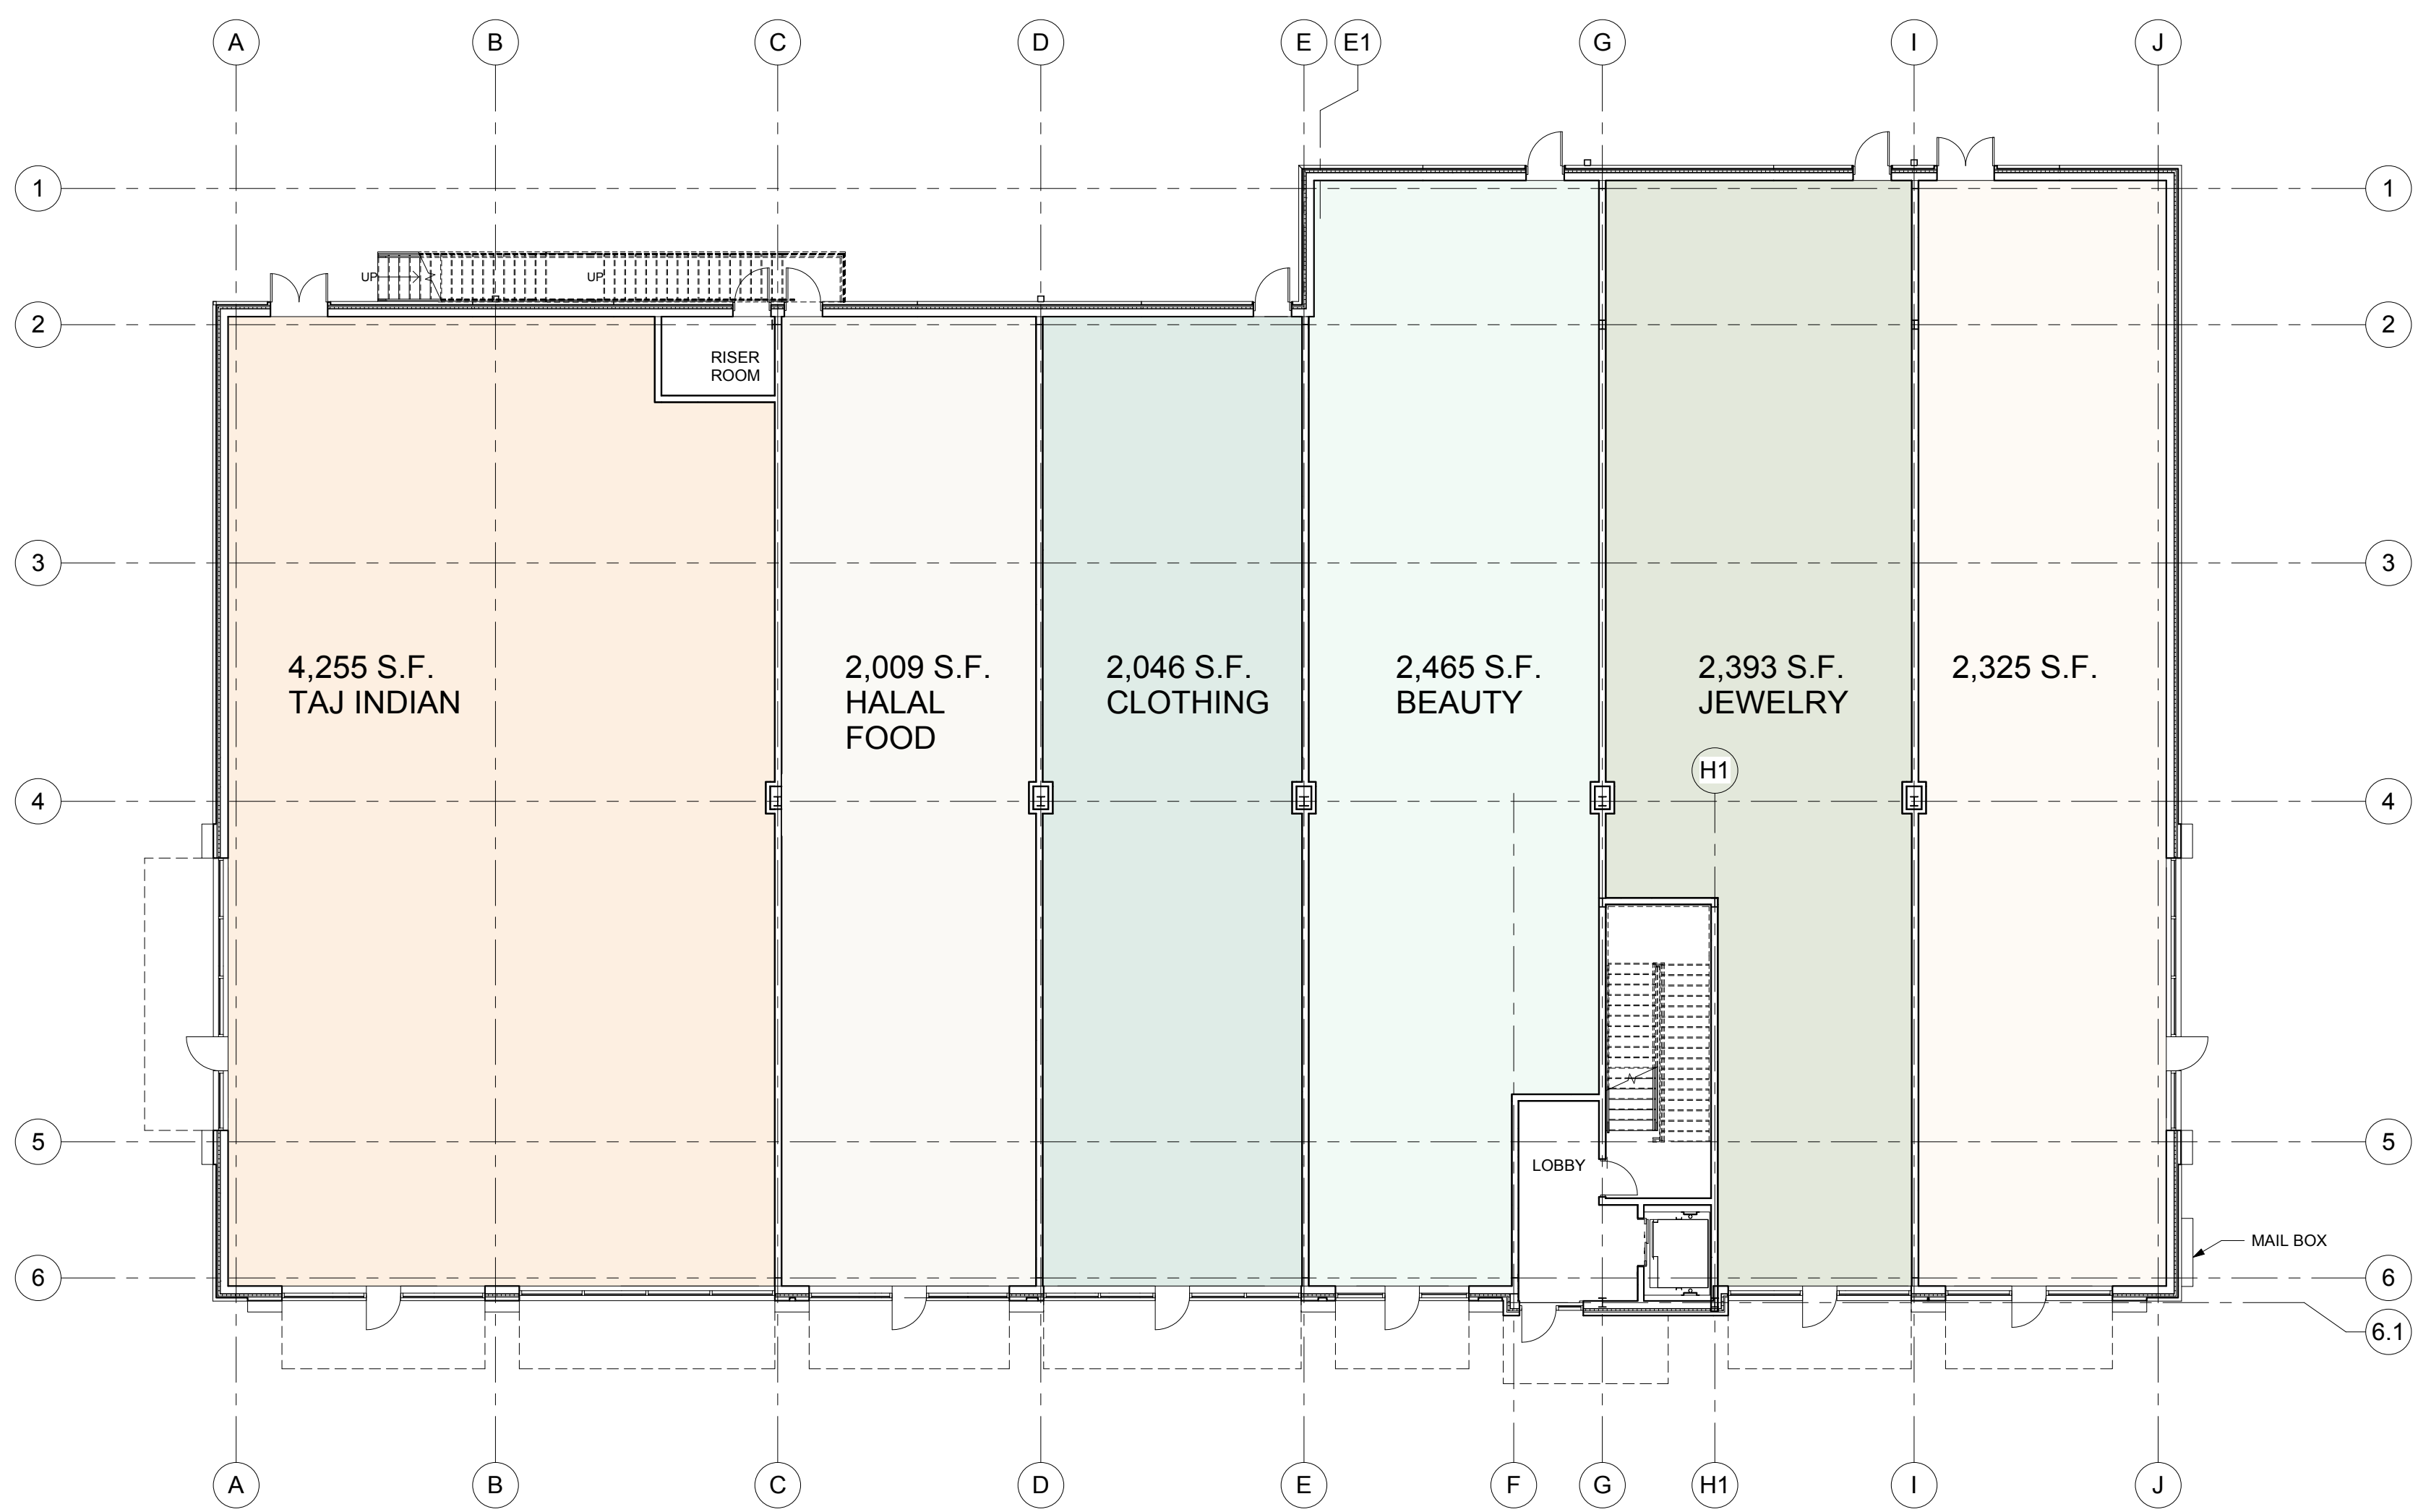 A B C D E E1 G I J
1 1
UP UP
2 2
RISER
ROOM
3 3
4,255 S.F.
TAJ INDIAN
2,009 S.F.
HALAL
FOOD
2,046 S.F.
CLOTHING
2,465 S.F.
BEAUTY
2,393 S.F.
JEWELRY
2,325 S.F.
H1
4 4
5 5
LOBBY
MAIL BOX
6 6
6.1
A B C D E F G H1 I J